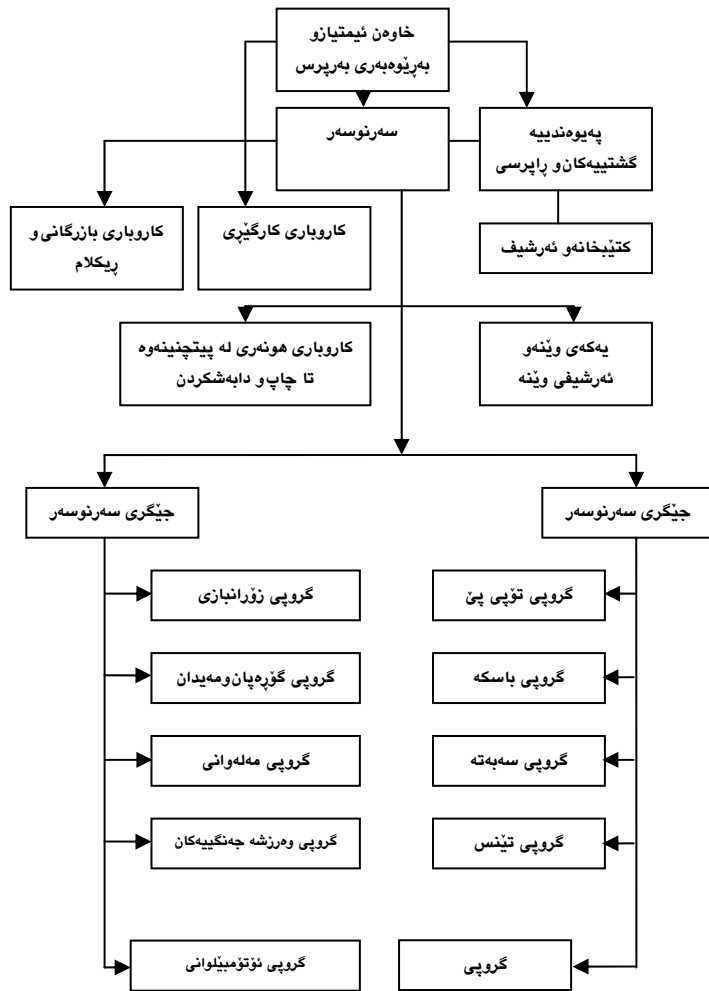 خاوەن ئیمتیازو
بەڕێوەبەری بەرپرس
سەرنوسەر
پەیوەندییە
گشتییەکان و ڕاپرسی
کاروباری بازرگانی و
ڕیکلام
کاروباری کارگێڕی
کتێبخانەو ئەرشیف
کاروباری هونەری لە پیتچنینەوە
تا چاپ و دابەشکردن
یەکەی وێنەو
ئەرشیفی وێنە
جێگری سەرنوسەر
جێگری سەرنوسەر
گروپی تۆپی پێ
گروپی زۆرانبازی
گروپی باسکە
گروپی گۆڕەپان ومەیدان
گروپی سەبەتە
گروپی مەلەوانی
گروپی تێنس
گروپی وەرزشە جەنگییەکان
گروپی
گروپی ئۆتۆمبێلوانی